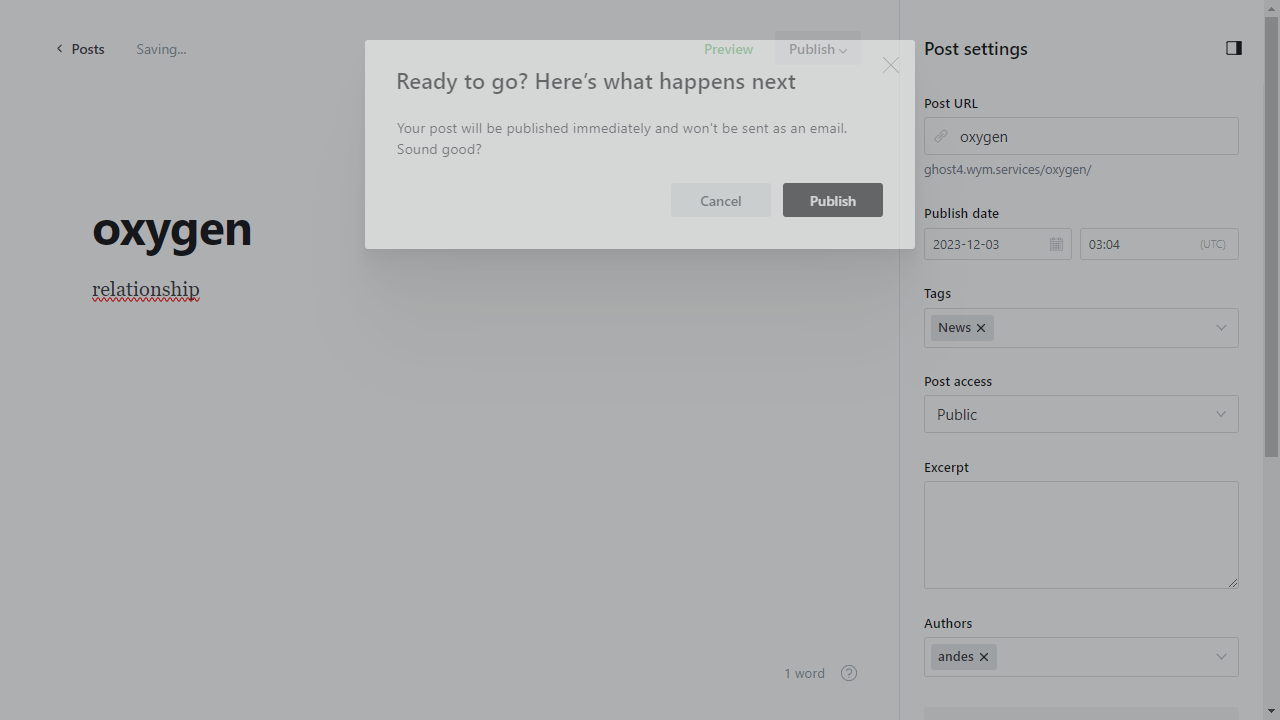 Posts
Saving...
Preview
Publish
Ready to go? Here's what happens next
Your post will be published immediately and won't be sent as an email.
Sound good?
Cancel
Publish
oxygen
relationship
1 word
?
Post settings
Post URL
oxygen
ghost4.wym.services/oxygen/
Publish date
2023-12-03
03:04
(UTC)
Tags
News
Post access
Public
Excerpt
Authors
andes